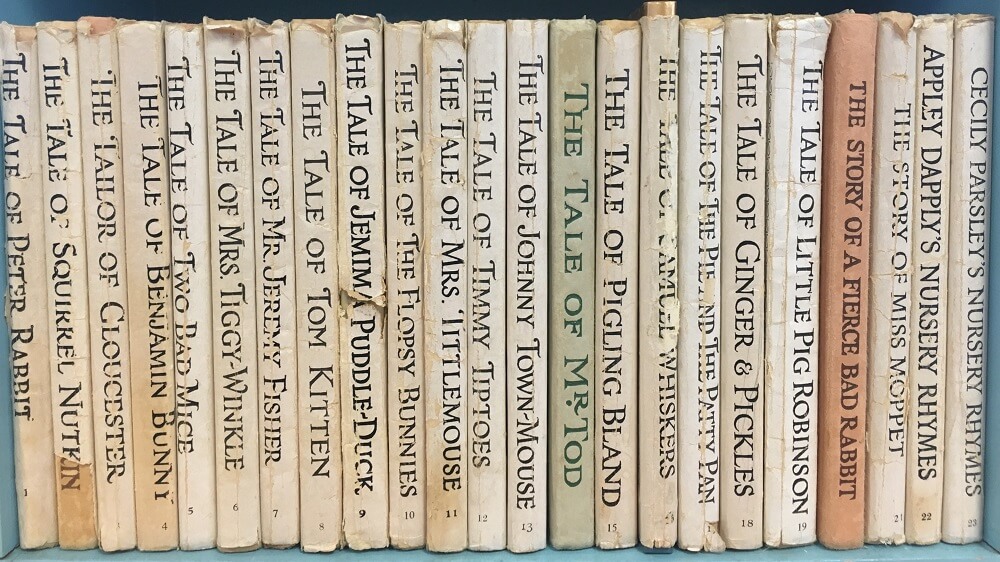 THE TALE OF PETER RABBIT
1
THE TALE OF SQUIRREL NUTKIN
THE TAILOR OF GLOUCESTER
3
THE TALE OF BENJAMIN BUNNY
4
THE TALE OF TWO BAD MICE
5
THE TALE OF MRS. TIGGY-WINKLE
6
THE TALE OF MR. JEREMY FISHER
7
THE TALE OF TOM KITTEN
8
THE TALE OF JEMIMA PUDDLE-DUCK
9
THE TALE OF THE FLOPSY BUNNIES
10
THE TALE OF MRS. TITTLEMOUSE
11
THE TALE OF TIMMY TIPTOES
12
THE TALE OF JOHNNY TOWN-MOUSE
13
THE TALE OF MR. TOD
THE TALE OF PIGLING BLAND
15
THE TALE OF SAMUEL WHISKERS
THE TALE OF THE PIE AND THE PATTY PAN
THE TALE OF GINGER & PICKLES
18
THE TALE OF LITTLE PIG ROBINSON
19
THE STORY OF A FIERCE BAD RABBIT
THE STORY OF MISS MOPPET
21
APPLEY DAPPLY'S NURSERY RHYMES
22
CECILY PARSLEY'S NURSERY RHYMES
23